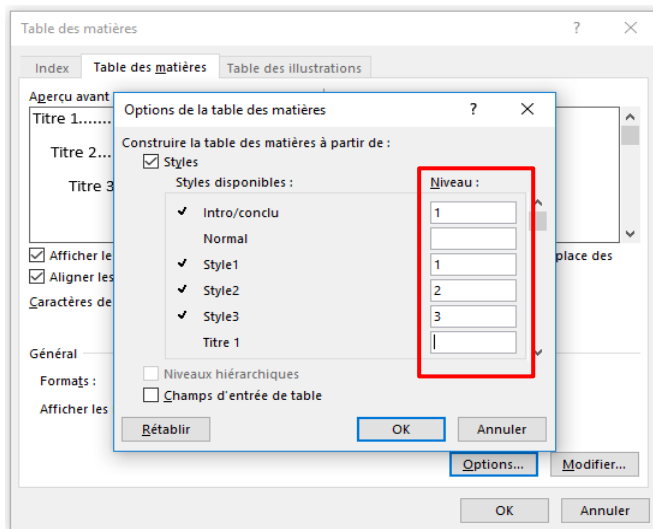 Table des matières ? ×
Index Table des matières Table des illustrations
Aperçu avant
Titre 1.......
Titre 2...
Titre 3
Options de la table des matières ? ×
Construire la table des matières à partir de :
Styles
Styles disponibles : Niveau :
Intro/conclu 1
Normal
Style1 1
Style2 2
Style3 3
Titre 1
Niveaux hiérarchiques
Champs d'entrée de table
Rétablir OK Annuler
Afficher le place des
Aligner les
Caractères de
Général
Formats :
Afficher les
Options... Modifier...
OK Annuler